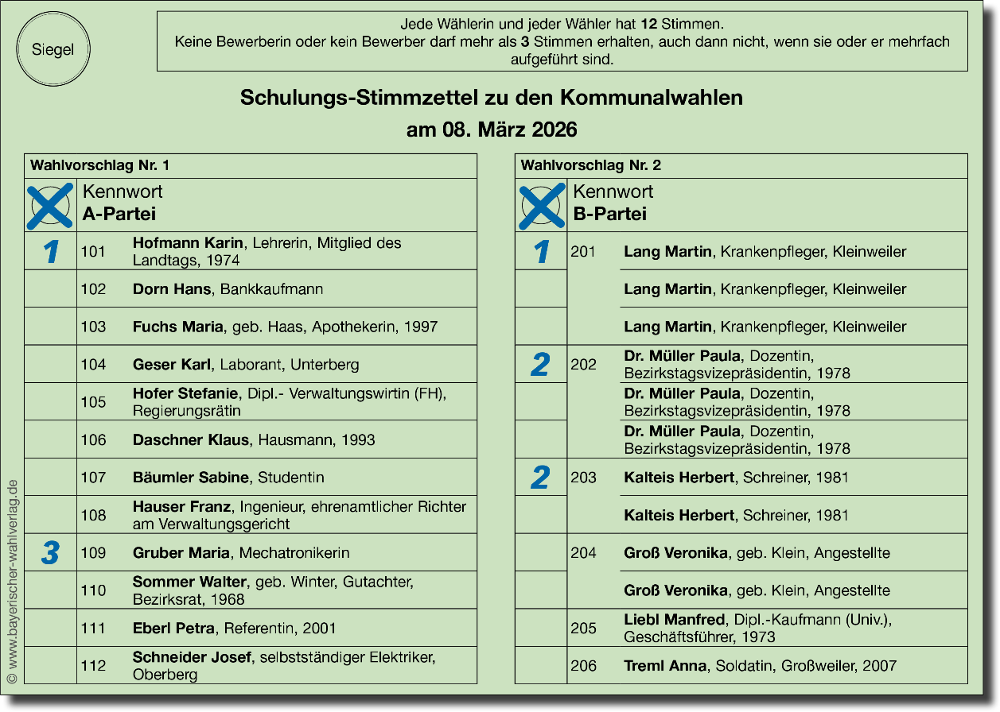 Siegel
Jede Wählerin und jeder Wähler hat 12 Stimmen.
Keine Bewerberin oder kein Bewerber darf mehr als 3 Stimmen erhalten, auch dann nicht, wenn sie oder er mehrfach
aufgeführt sind.
Schulungs-Stimmzettel zu den Kommunalwahlen
am 08. März 2026
Wahlvorschlag Nr. 1
Kennwort
A-Partei
1 101 Hofmann Karin, Lehrerin, Mitglied des
Landtags, 1974
102 Dorn Hans, Bankkaufmann
103 Fuchs Maria, geb. Haas, Apothekerin, 1997
104 Geser Karl, Laborant, Unterberg
105 Hofer Stefanie, Dipl.- Verwaltungswirtin (FH),
Regierungsrätin
106 Daschner Klaus, Hausmann, 1993
107 Bäumler Sabine, Studentin
108 Hauser Franz, Ingenieur, ehrenamtlicher Richter
am Verwaltungsgericht
3 109 Gruber Maria, Mechatronikerin
110 Sommer Walter, geb. Winter, Gutachter,
Bezirksrat, 1968
111 Eberl Petra, Referentin, 2001
112 Schneider Josef, selbstständiger Elektriker,
Oberberg
Wahlvorschlag Nr. 2
Kennwort
B-Partei
1 201 Lang Martin, Krankenpfleger, Kleinweiler
Lang Martin, Krankenpfleger, Kleinweiler
Lang Martin, Krankenpfleger, Kleinweiler
2 202 Dr. Müller Paula, Dozentin,
Bezirkstagsvizepräsidentin, 1978
Dr. Müller Paula, Dozentin,
Bezirkstagsvizepräsidentin, 1978
Dr. Müller Paula, Dozentin,
Bezirkstagsvizepräsidentin, 1978
2 203 Kalteis Herbert, Schreiner, 1981
Kalteis Herbert, Schreiner, 1981
204 Groß Veronika, geb. Klein, Angestellte
Groß Veronika, geb. Klein, Angestellte
205 Liebl Manfred, Dipl.-Kaufmann (Univ.),
Geschäftsführer, 1973
206 Treml Anna, Soldatin, Großweiler, 2007
© www.bayerischer-wahlverlag.de